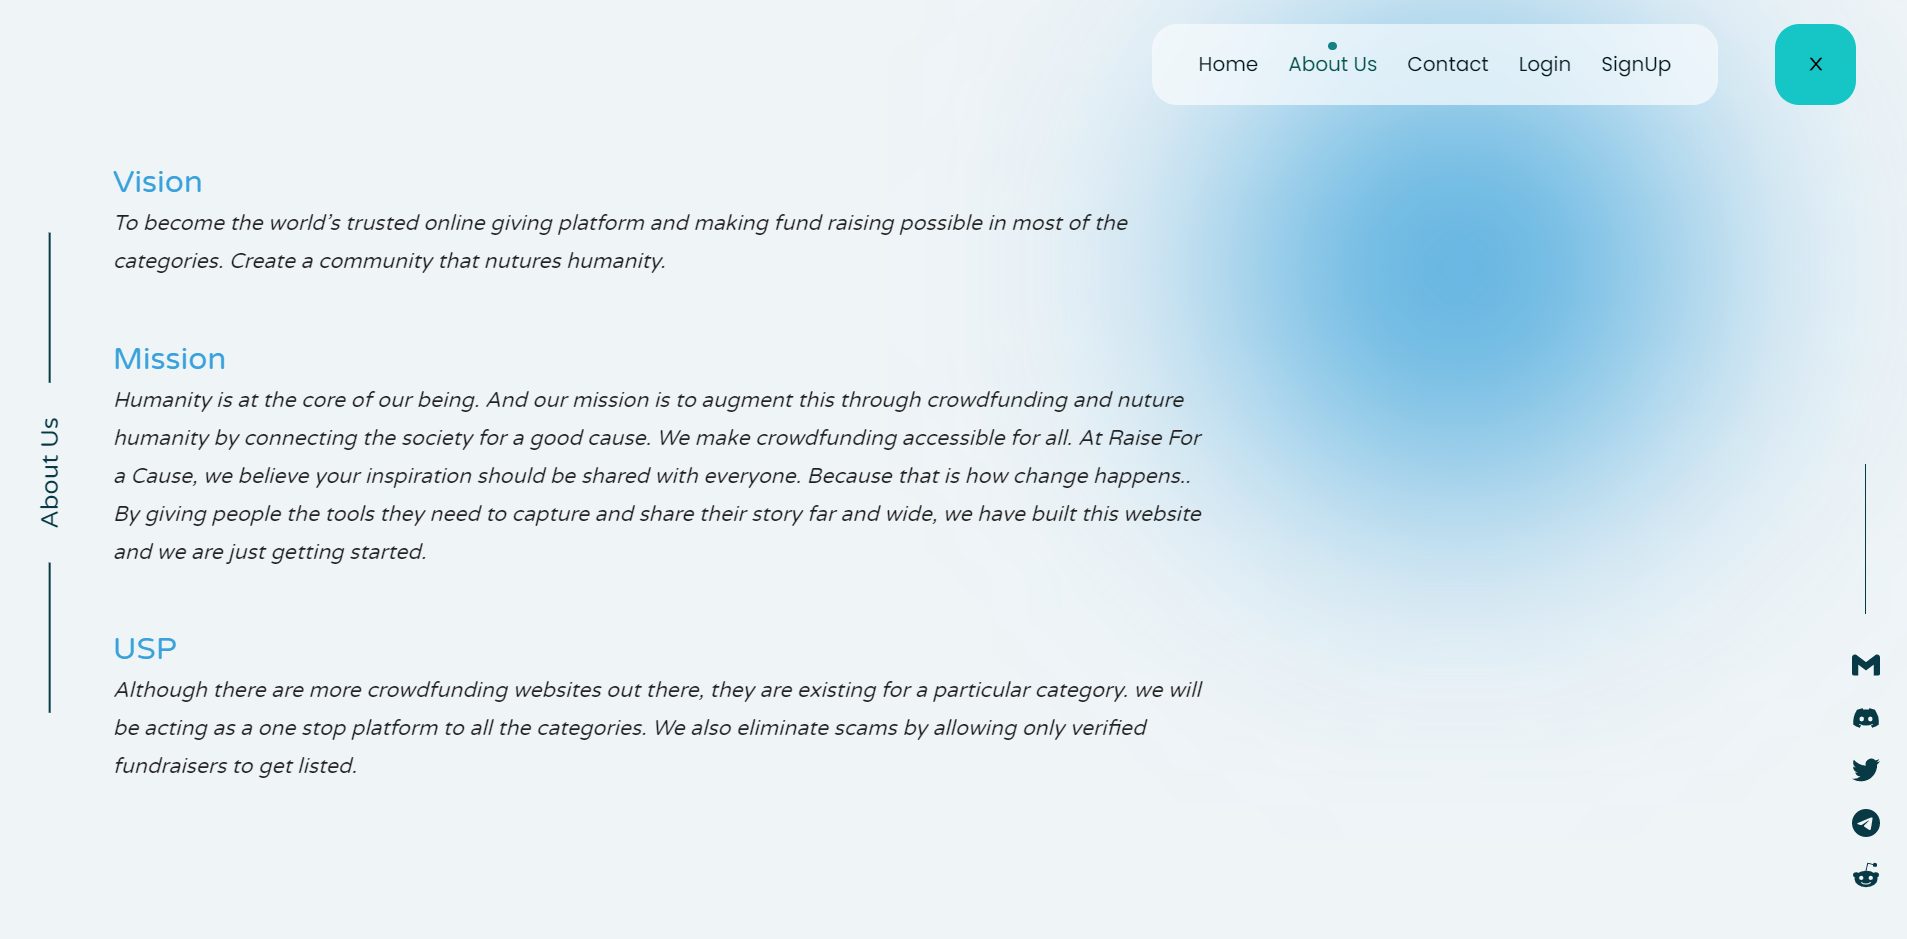 Home About Us Contact Login SignUp X
Vision
To become the world’s trusted online giving platform and making fund raising possible in most of the
categories. Create a community that nutures humanity.
Mission
Humanity is at the core of our being. And our mission is to augment this through crowdfunding and nuture
humanity by connecting the society for a good cause. We make crowdfunding accessible for all. At Raise For
a Cause, we believe your inspiration should be shared with everyone. Because that is how change happens..
By giving people the tools they need to capture and share their story far and wide, we have built this website
and we are just getting started.
USP
Although there are more crowdfunding websites out there, they are existing for a particular category. we will
be acting as a one stop platform to all the categories. We also eliminate scams by allowing only verified
fundraisers to get listed.
About Us